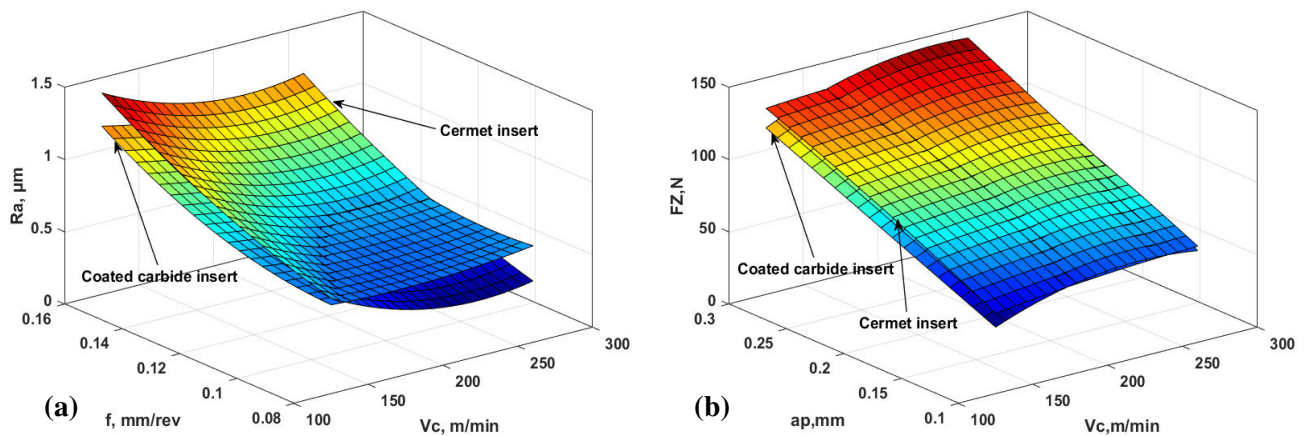 1.5
1
0.5
0
Ra, µm
0.16
0.14
0.12
0.1
0.08
f, mm/rev
100
150
200
250
300
Vc, m/min
Cermet insert
Coated carbide insert
(a)
150
100
50
0
FZ,N
0.3
0.25
0.2
0.15
0.1
ap,mm
100
150
200
250
300
Vc,m/min
Coated carbide insert
Cermet insert
(b)